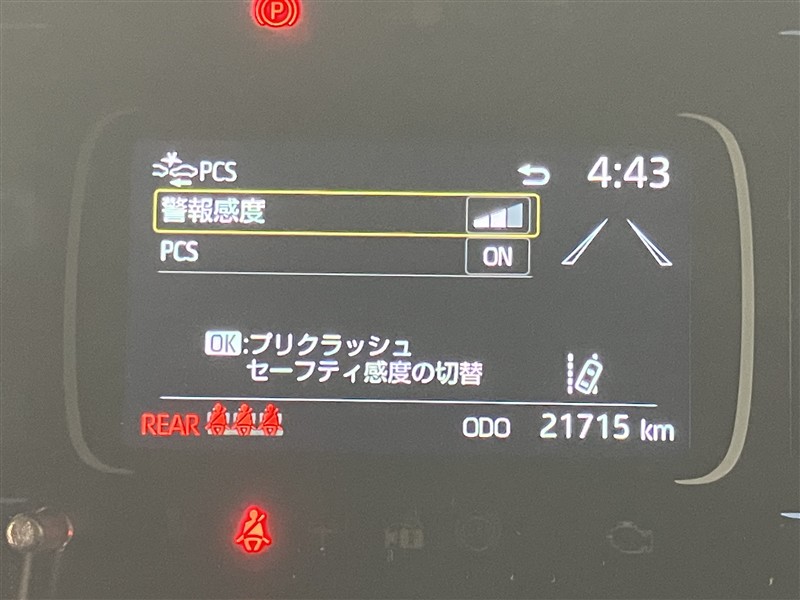 P
PCS
4:43
警報感度
PCS ON
OK:プリクラッシュ
セーフティ感度の切替
REAR ODO 21715 km